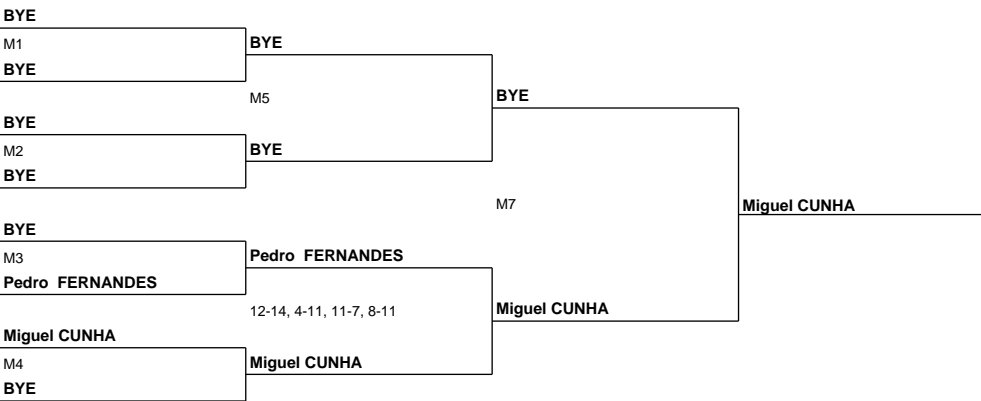 BYE
M1
BYE
BYE
M5
BYE
BYE
M2
BYE
BYE
M7
Miguel CUNHA
BYE
M3
Pedro  FERNANDES
Pedro  FERNANDES
12-14, 4-11, 11-7, 8-11
Miguel CUNHA
Miguel CUNHA
M4
Miguel CUNHA
BYE